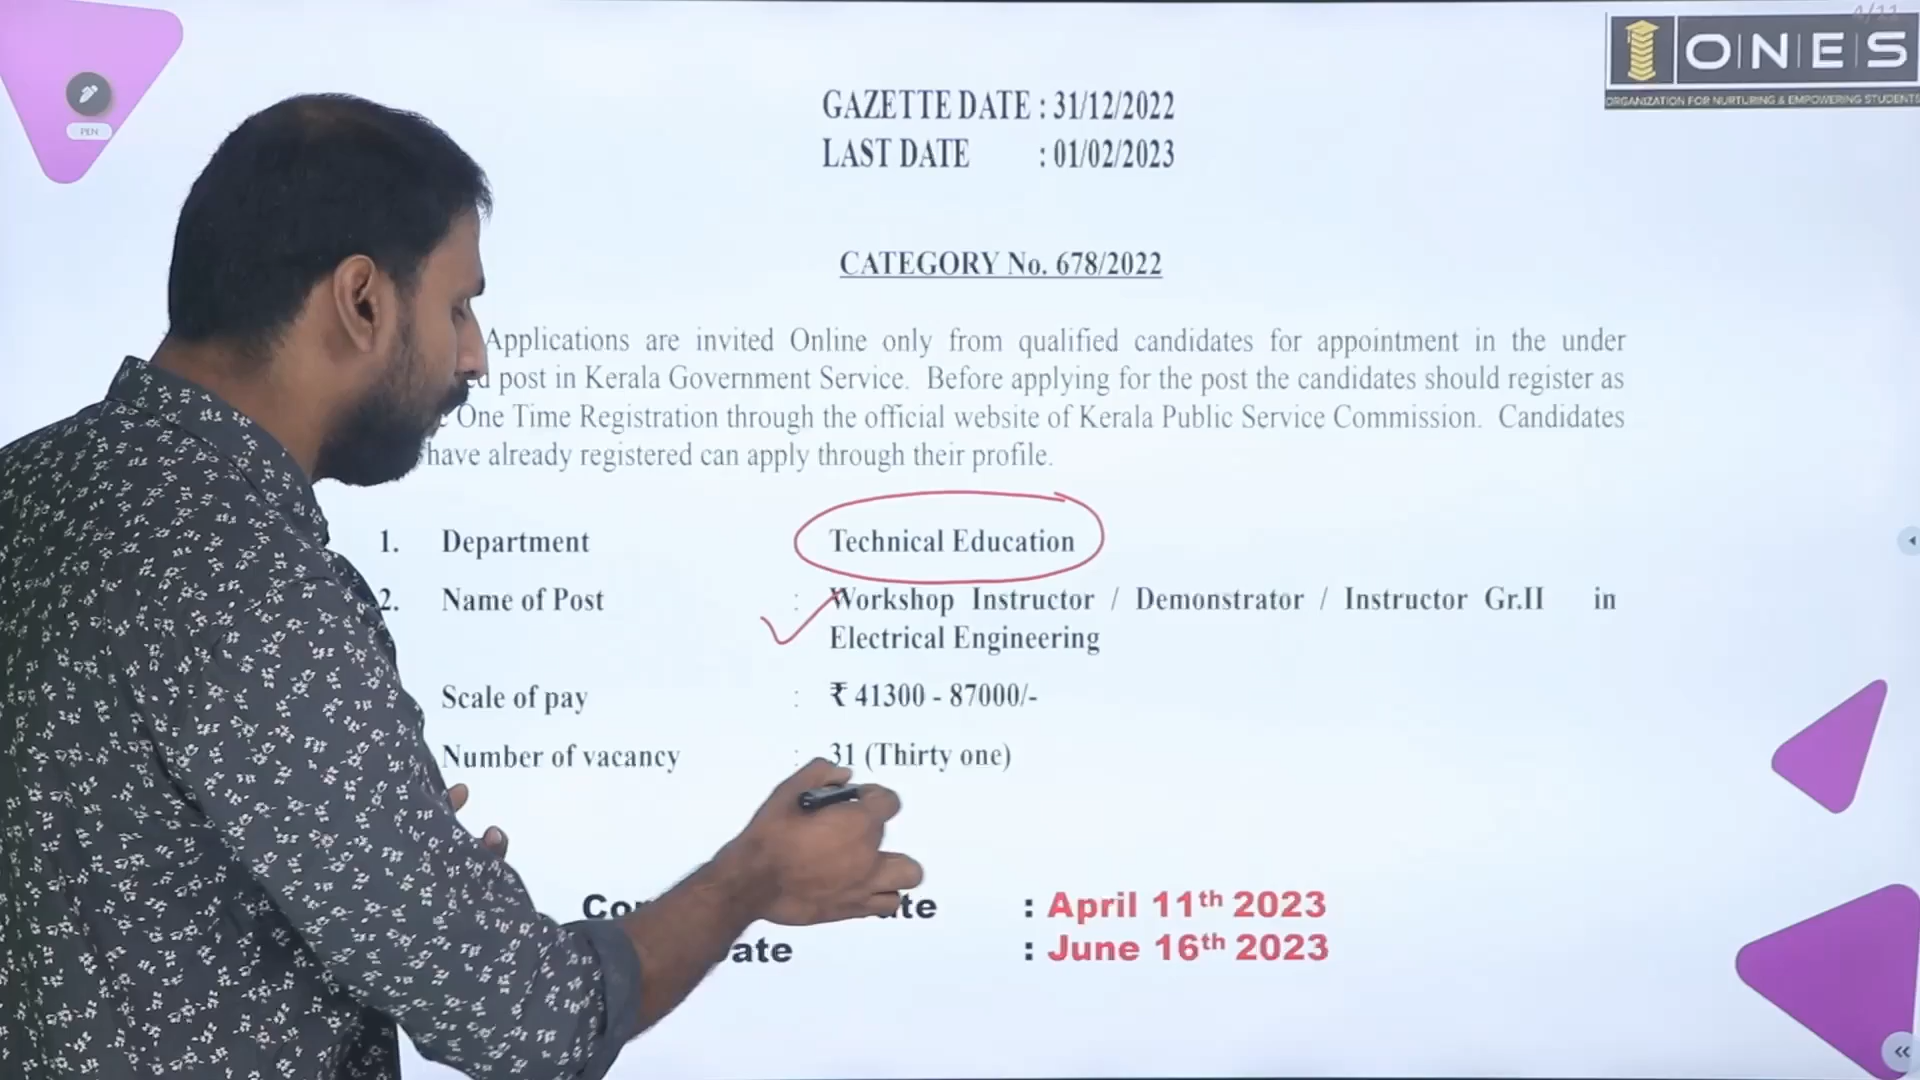 4/11
ONES
ORGANIZATION FOR NURTURING & EMPOWERING STUDENTS
PEN
GAZETTE DATE : 31/12/2022
LAST DATE : 01/02/2023
CATEGORY No. 678/2022
Applications are invited Online only from qualified candidates for appointment in the under
post in Kerala Government Service. Before applying for the post the candidates should register as
One Time Registration through the official website of Kerala Public Service Commission. Candidates
have already registered can apply through their profile.
1. Department Technical Education
2. Name of Post : Workshop Instructor / Demonstrator / Instructor Gr.II in
Electrical Engineering
Scale of pay : ₹ 41300 - 87000/-
Number of vacancy : 31 (Thirty one)
: April 11th 2023
: June 16th 2023